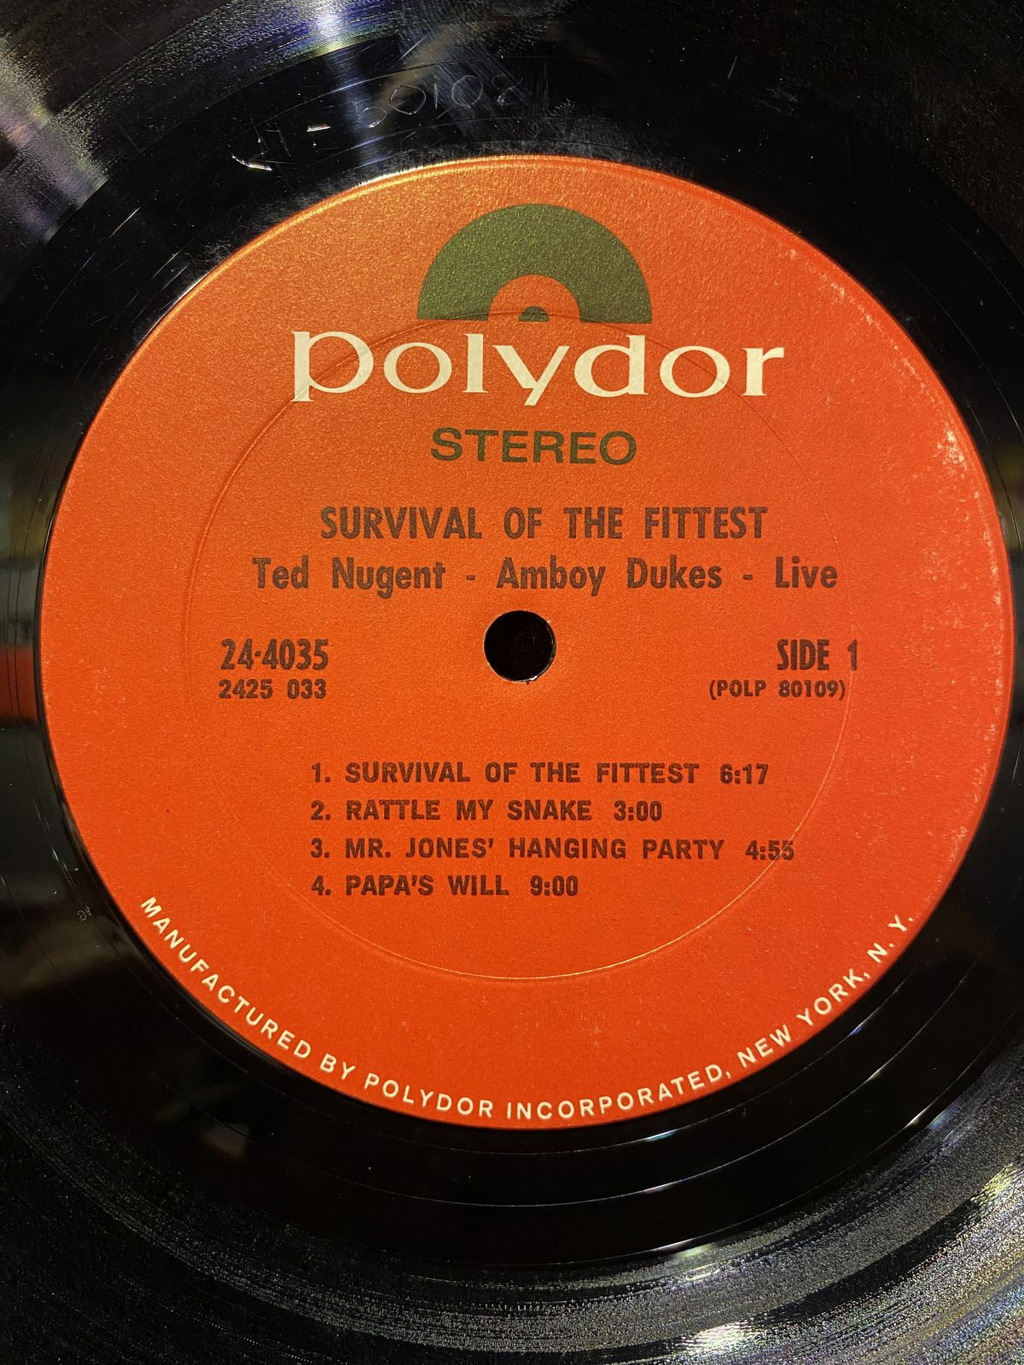 polydor
STEREO
SURVIVAL OF THE FITTEST
Ted Nugent - Amboy Dukes - Live
24-4035
SIDE 1
2425 033
(POLP 80109)
1. SURVIVAL OF THE FITTEST 6:17
2. RATTLE MY SNAKE 3:00
3. MR. JONES' HANGING PARTY 4:55
4. PAPA'S WILL 9:00
MANUFACTURED BY POLYDOR INCORPORATED, NEW YORK, N. Y.